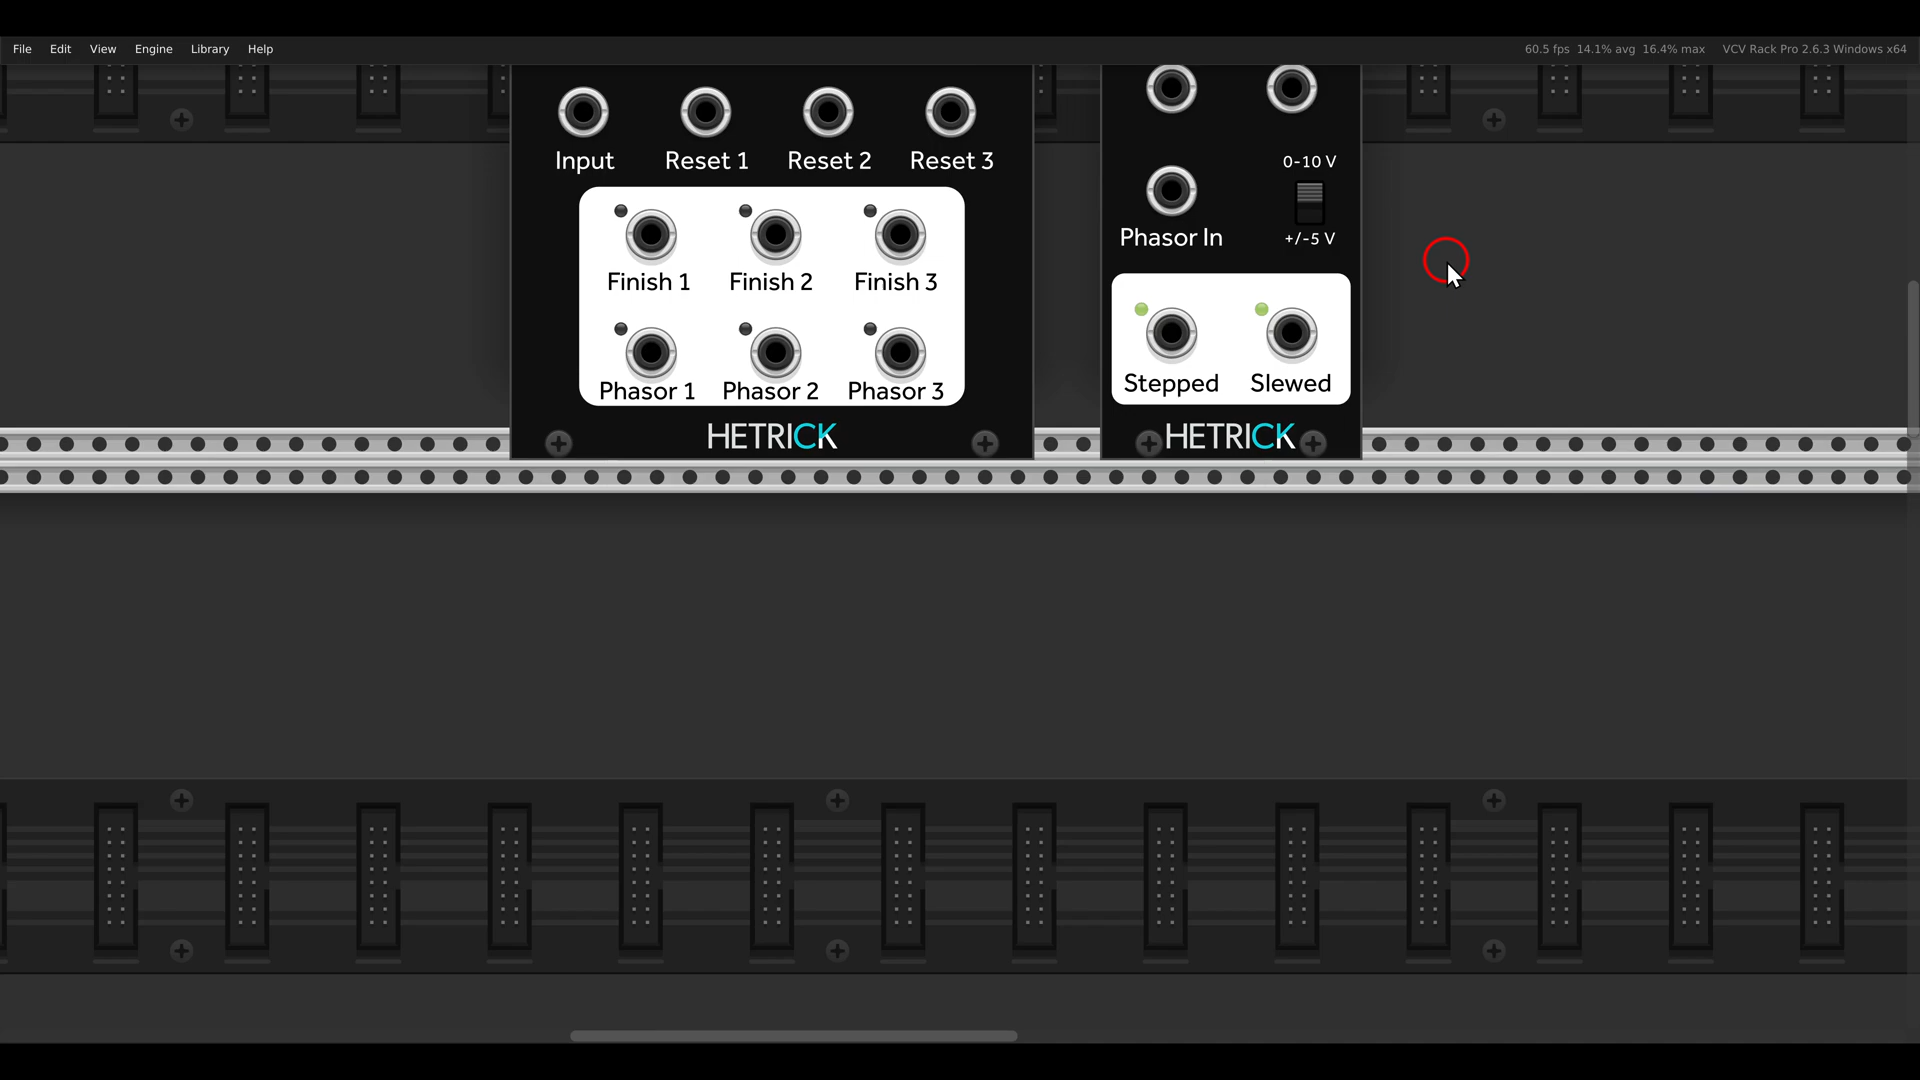 File Edit View Engine Library Help
60.5 fps 14.1% avg 16.4% max VCV Rack Pro 2.6.3 Windows x64
Input Reset 1 Reset 2 Reset 3
Finish 1 Finish 2 Finish 3
Phasor 1 Phasor 2 Phasor 3
HETRICK
0-10 V
Phasor In
+/-5 V
Stepped Slewed
HETRICK